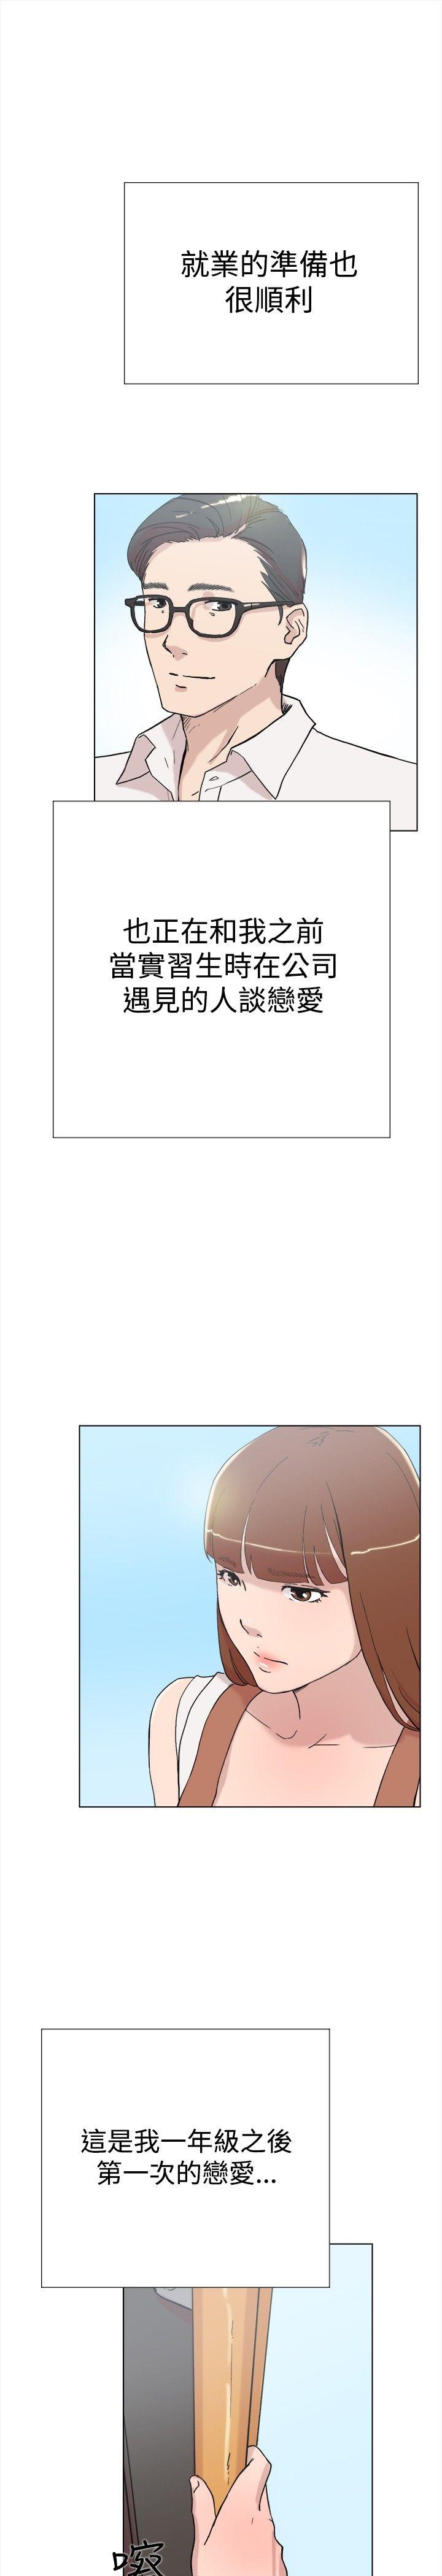 就業的準備也
很順利
也正在和我之前
當實習生時在公司
遇見的人談戀愛
這是我一年級之後
第一次的戀愛...